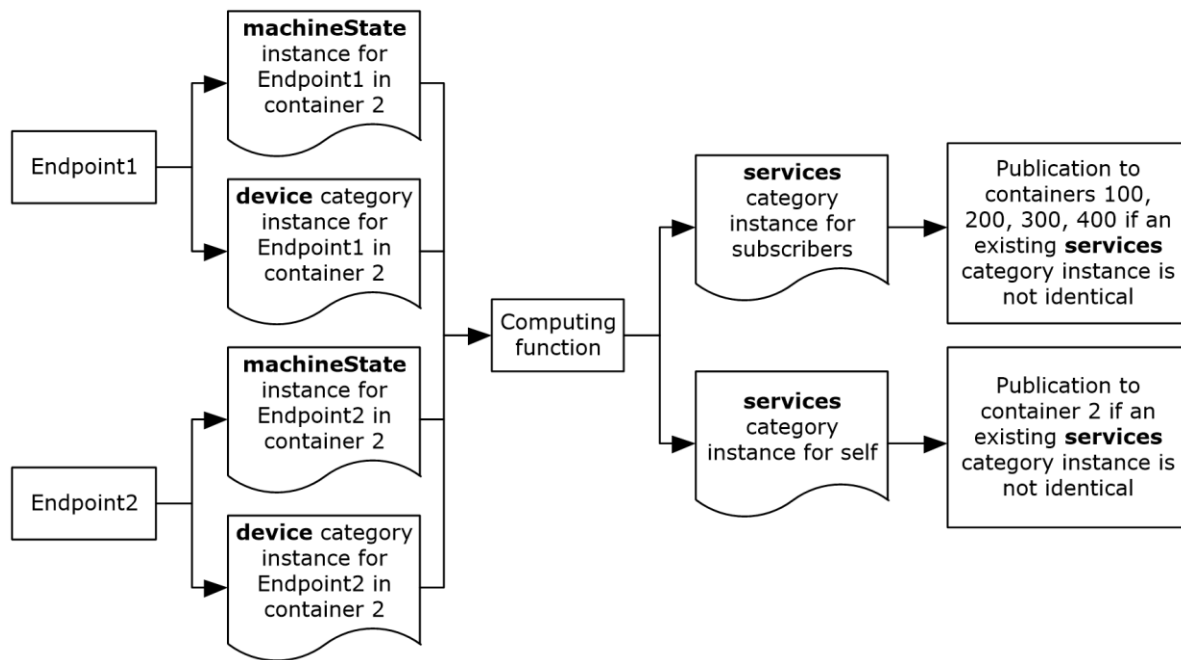 Endpoint1
machineState
instance for
Endpoint1 in
container 2
device category
instance for
Endpoint1 in
container 2
Endpoint2
machineState
instance for
Endpoint2 in
container 2
device category
instance for
Endpoint2 in
container 2
Computing
function
services
category
instance for
subscribers
Publication to
containers 100,
200, 300, 400 if an
existing services
category instance is
not identical
services
category
instance for self
Publication to
container 2 if an
existing services
category instance is
not identical